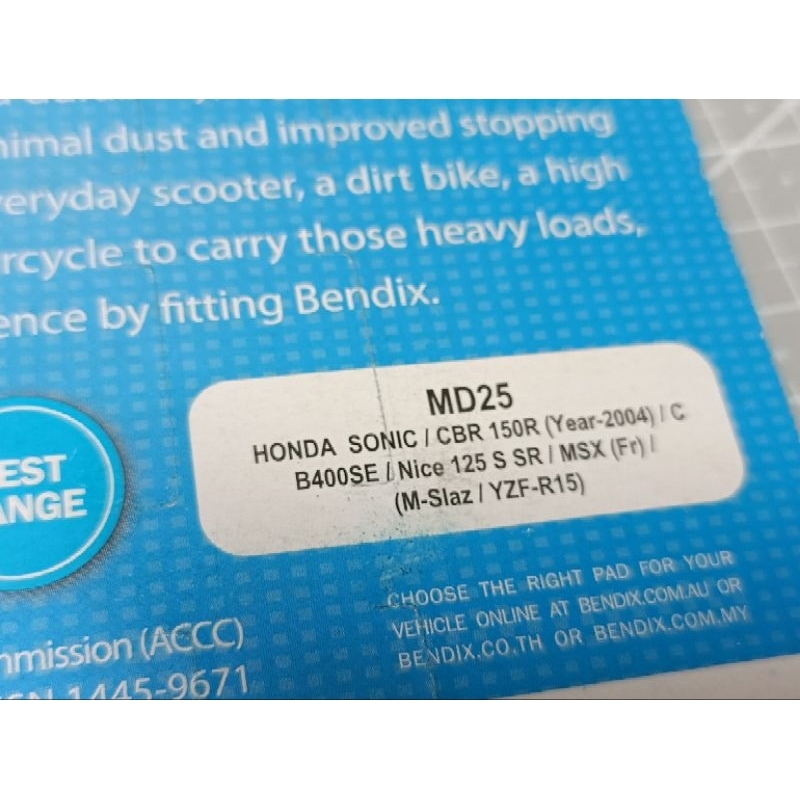 nimal dust and improved stopping
veryday scooter, a dirt bike, a high
rcycle to carry those heavy loads,
ence by fitting Bendix.
EST
ANGE
MD25
HONDA SONIC / CBR 150R (Year-2004) / C
B400SE / Nice 125 S SR / MSX (Fr) /
(M-Slaz / YZF-R15)
CHOOSE THE RIGHT PAD FOR YOUR
VEHICLE ONLINE AT BENDIX.COM.AU OR
BENDIX.CO.TH OR BENDIX.COM.MY
mmission (ACCC)
1445-9671